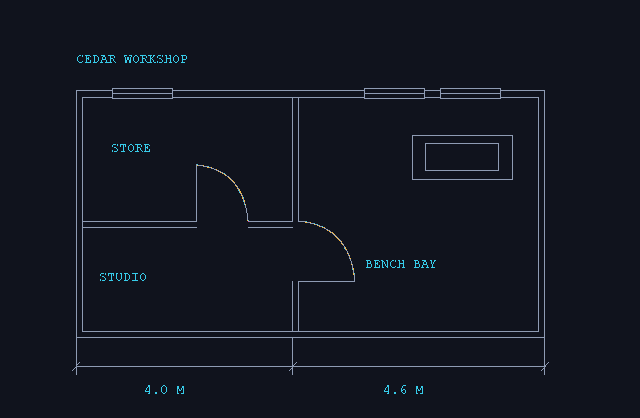 CEDAR WORKSHOP
STORE
STUDIO
BENCH BAY
4.0 M
4.6 M